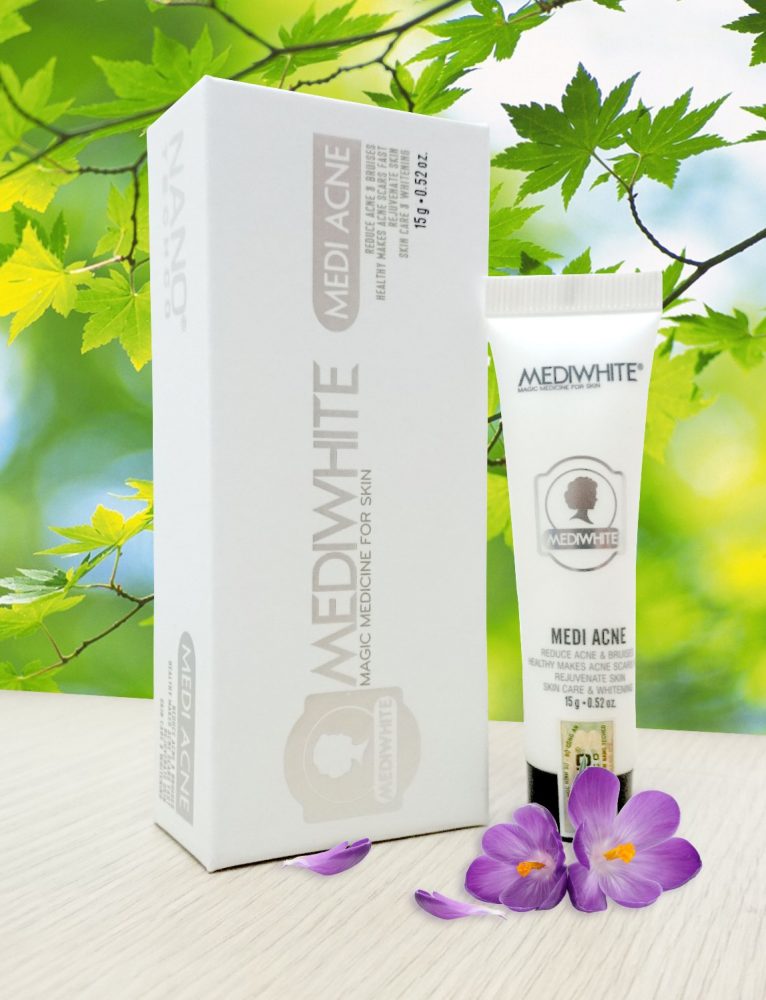 NANO®
MEDI ACNE
MEDI ACNE
REDUCE ACNE & BRUISES
HEALTHY MAKES ACNE SCARS FAST
REJUVENATE SKIN
SKIN CARE & WHITENING
15 g • 0.52 oz.
MEDIWHITE
MAGIC MEDICINE FOR SKIN
MEDIWHITE
MEDIWHITE®
MAGIC MEDICINE FOR SKIN
MEDIWHITE
MEDI ACNE
REDUCE ACNE & BRUISES
HEALTHY MAKES ACNE SCARS
REJUVENATE SKIN
SKIN CARE & WHITENING
15 g • 0.52 oz.